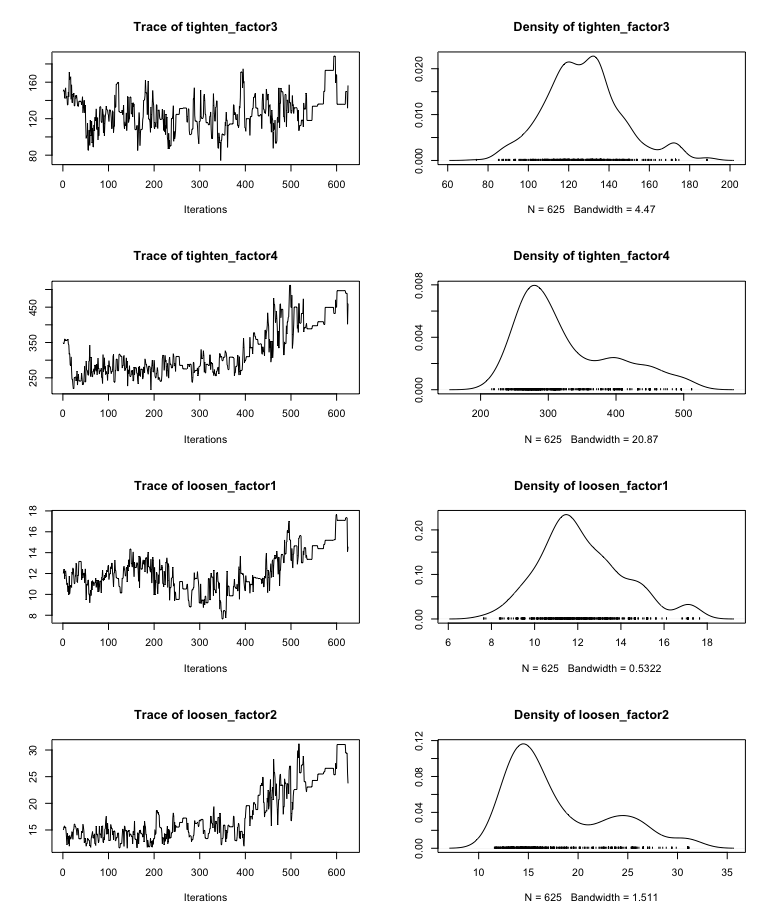 Trace of tighten_factor3
Density of tighten_factor3
80 120 160
0.000 0.010 0.020
0 100 200 300 400 500 600
60 80 100 120 140 160 180 200
Iterations
N = 625 Bandwidth = 4.47
Trace of tighten_factor4
Density of tighten_factor4
250 350 450
0.000 0.004 0.008
0 100 200 300 400 500 600
200 300 400 500
Iterations
N = 625 Bandwidth = 20.87
Trace of loosen_factor1
Density of loosen_factor1
8 10 12 14 16 18
0.00 0.10 0.20
0 100 200 300 400 500 600
6 8 10 12 14 16 18
Iterations
N = 625 Bandwidth = 0.5322
Trace of loosen_factor2
Density of loosen_factor2
15 20 25 30
0.00 0.04 0.08 0.12
0 100 200 300 400 500 600
10 15 20 25 30 35
Iterations
N = 625 Bandwidth = 1.511